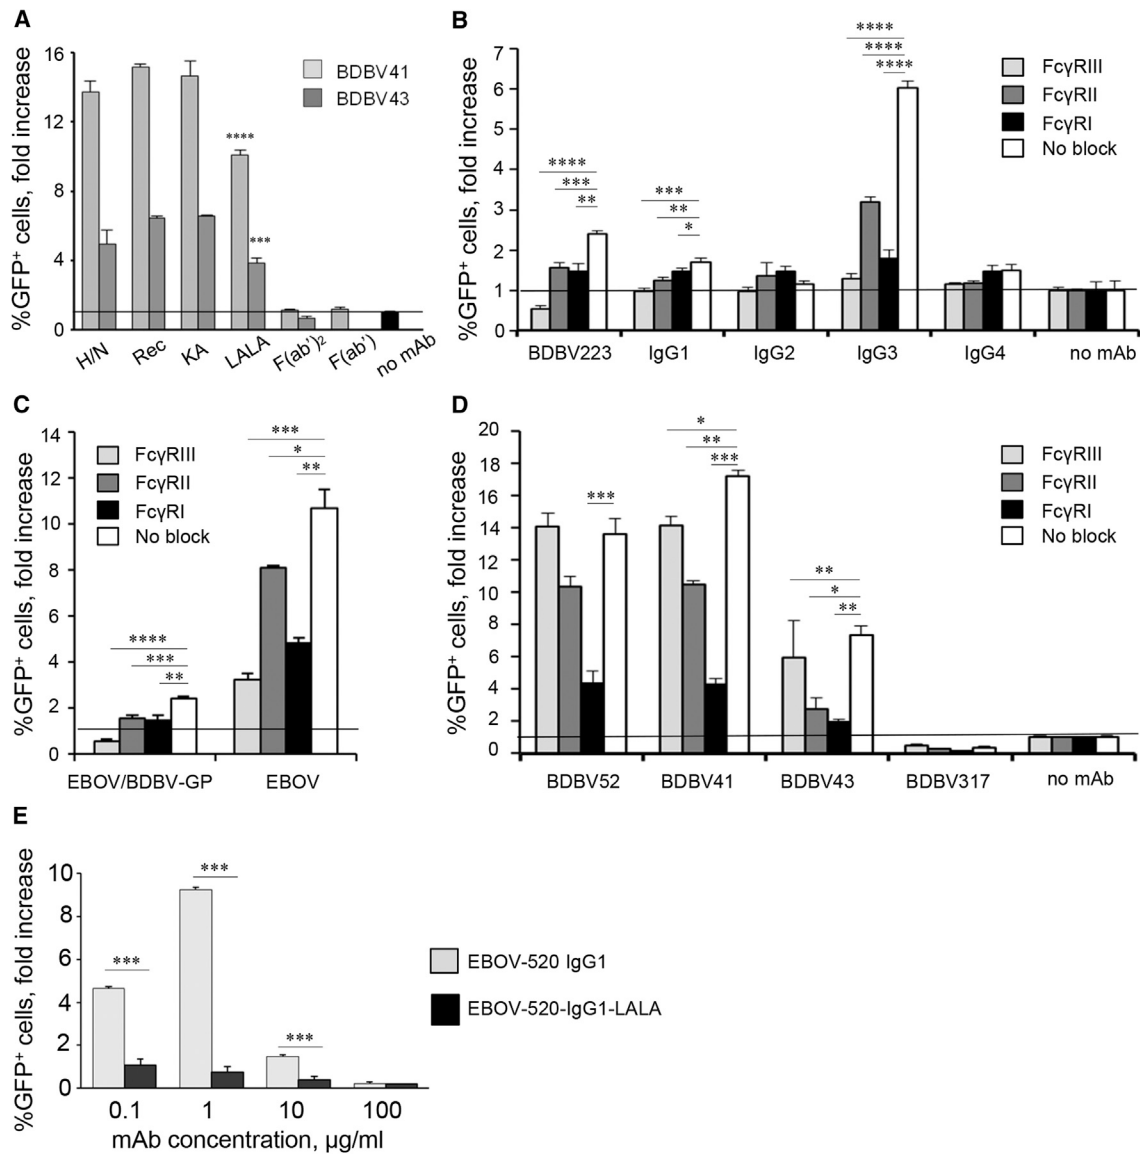 A
%GFP+ cells, fold increase
16
12
8
4
0
BDBV41
BDBV43
****
***
H/N
Rec
KA
LALA
F(ab')2
F(ab')
no mAb
B
%GFP+ cells, fold increase
7
6
5
4
3
2
1
0
FcγRIII
FcγRII
FcγRI
No block
****
***
**
***
**
*
****
****
****
BDBV223
IgG1
IgG2
IgG3
IgG4
no mAb
C
%GFP+ cells, fold increase
14
12
10
8
6
4
2
0
FcγRIII
FcγRII
FcγRI
No block
****
***
**
***
*
**
EBOV/BDBV-GP
EBOV
D
%GFP+ cells, fold increase
20
18
16
14
12
10
8
6
4
2
0
FcγRIII
FcγRII
FcγRI
No block
***
*
**
***
**
*
**
BDBV52
BDBV41
BDBV43
BDBV317
no mAb
E
%GFP+ cells, fold increase
10
8
6
4
2
0
***
***
***
EBOV-520 IgG1
EBOV-520-IgG1-LALA
0.1
1
10
100
mAb concentration, µg/ml